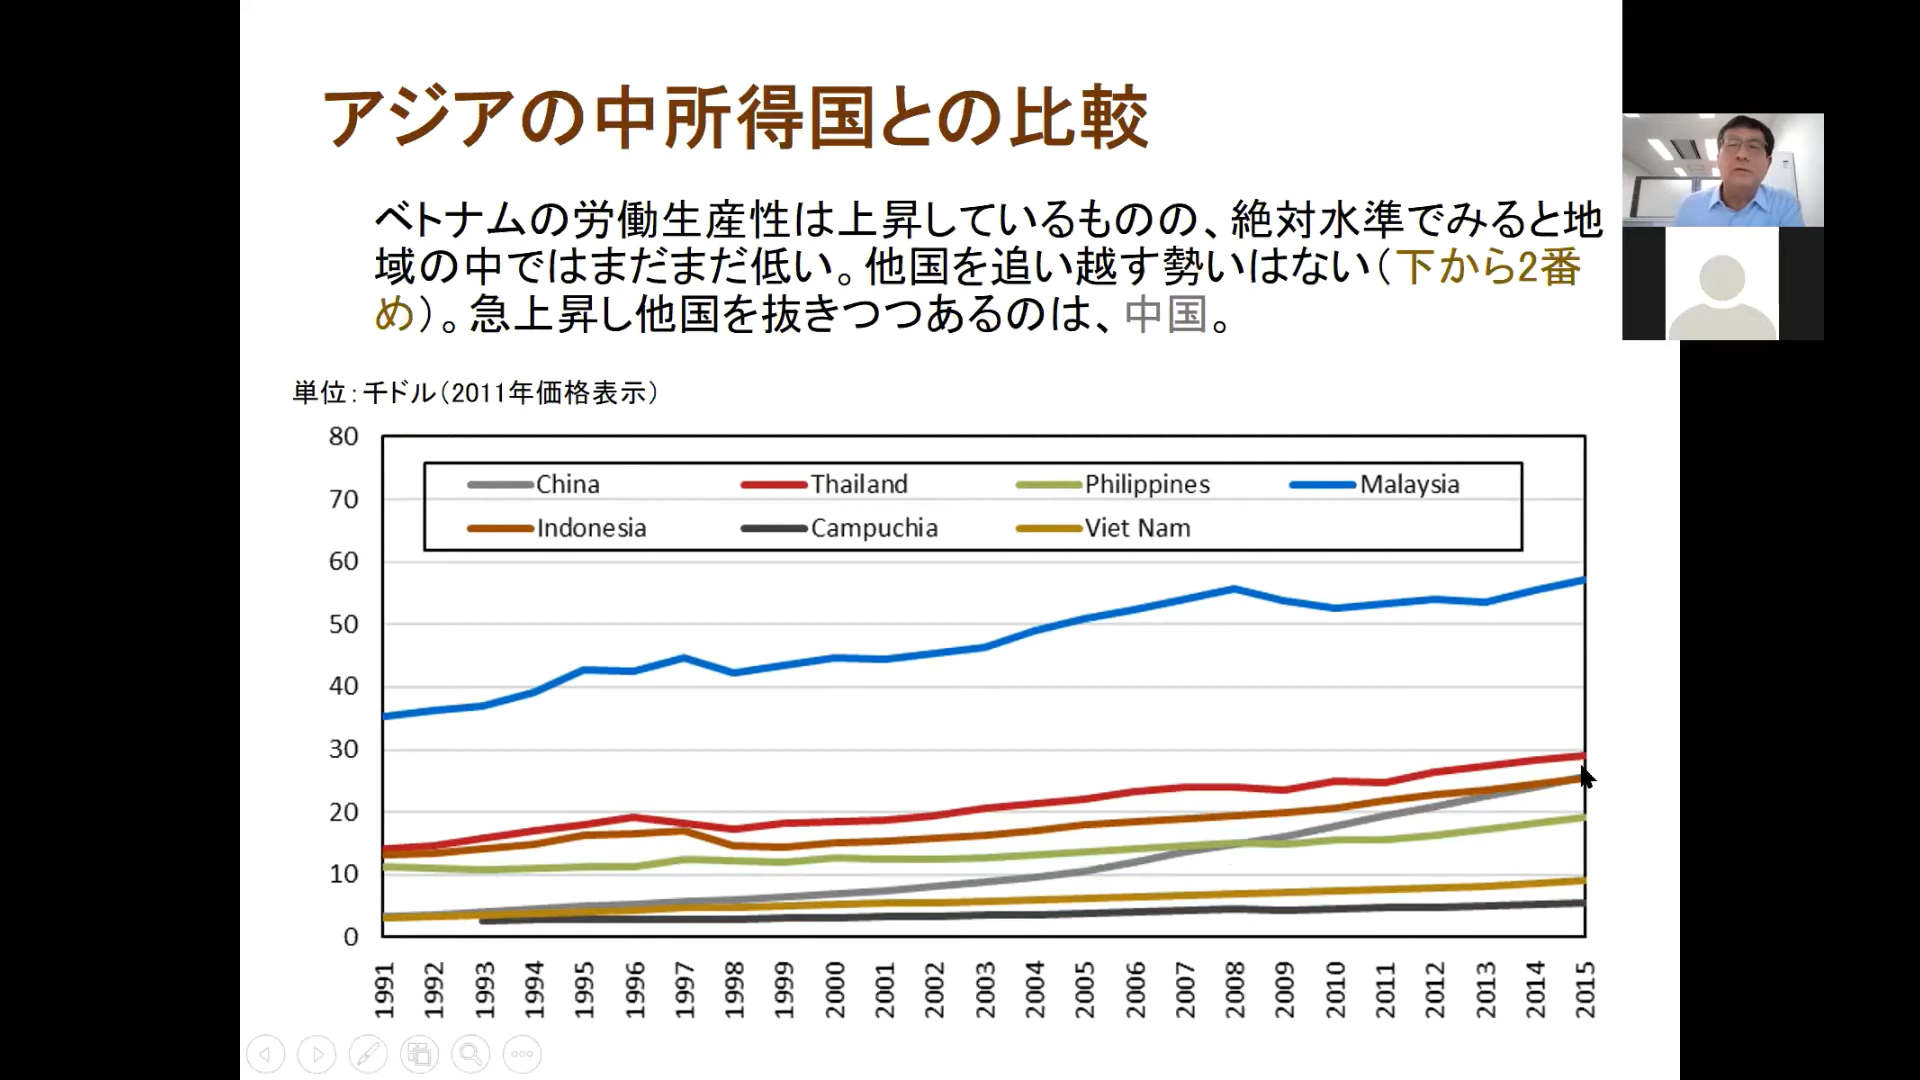 アジアの中所得国との比較
ベトナムの労働生産性は上昇しているものの、絶対水準でみると地
域の中ではまだまだ低い。他国を追い越す勢いはない（下から2番
め）。急上昇し他国を抜きつつあるのは、中国。
単位：千ドル（2011年価格表示）
80
70
60
50
40
30
20
10
0
China Thailand Philippines Malaysia
Indonesia Campuchia Viet Nam
1991 1992 1993 1994 1995 1996 1997 1998 1999 2000 2001 2002 2003 2004 2005 2006 2007 2008 2009 2010 2011 2012 2013 2014 2015